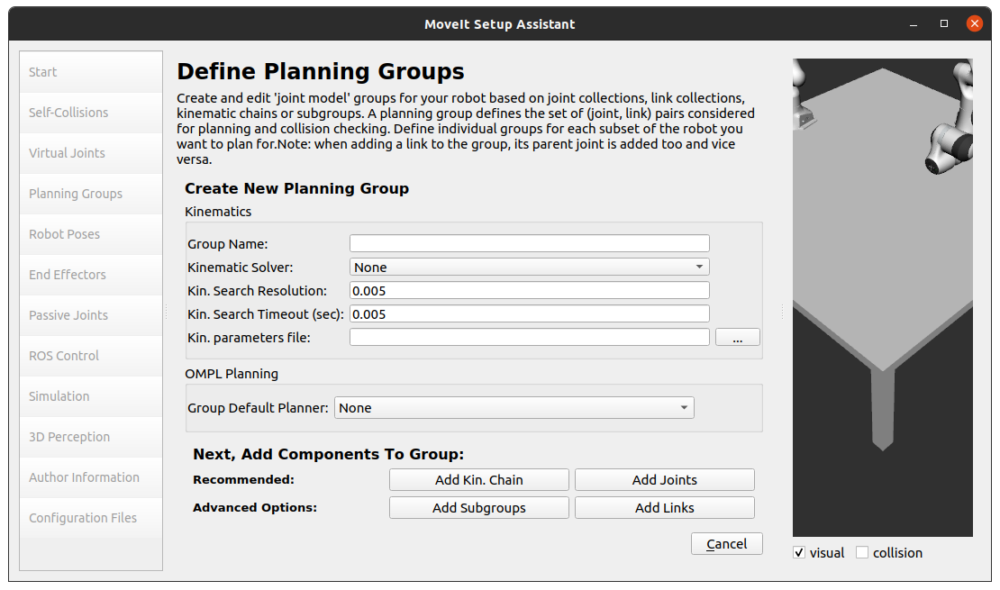 MoveIt Setup Assistant
Start
Self-Collisions
Virtual Joints
Planning Groups
Robot Poses
End Effectors
Passive Joints
ROS Control
Simulation
3D Perception
Author Information
Configuration Files
Define Planning Groups
Create and edit 'joint model' groups for your robot based on joint collections, link collections,
kinematic chains or subgroups. A planning group defines the set of (joint, link) pairs considered
for planning and collision checking. Define individual groups for each subset of the robot you
want to plan for.Note: when adding a link to the group, its parent joint is added too and vice
versa.
Create New Planning Group
Kinematics
Group Name:
Kinematic Solver: None
Kin. Search Resolution: 0.005
Kin. Search Timeout (sec): 0.005
Kin. parameters file: ...
OMPL Planning
Group Default Planner: None
Next, Add Components To Group:
Recommended: Add Kin. Chain Add Joints
Advanced Options: Add Subgroups Add Links
Cancel
visual collision